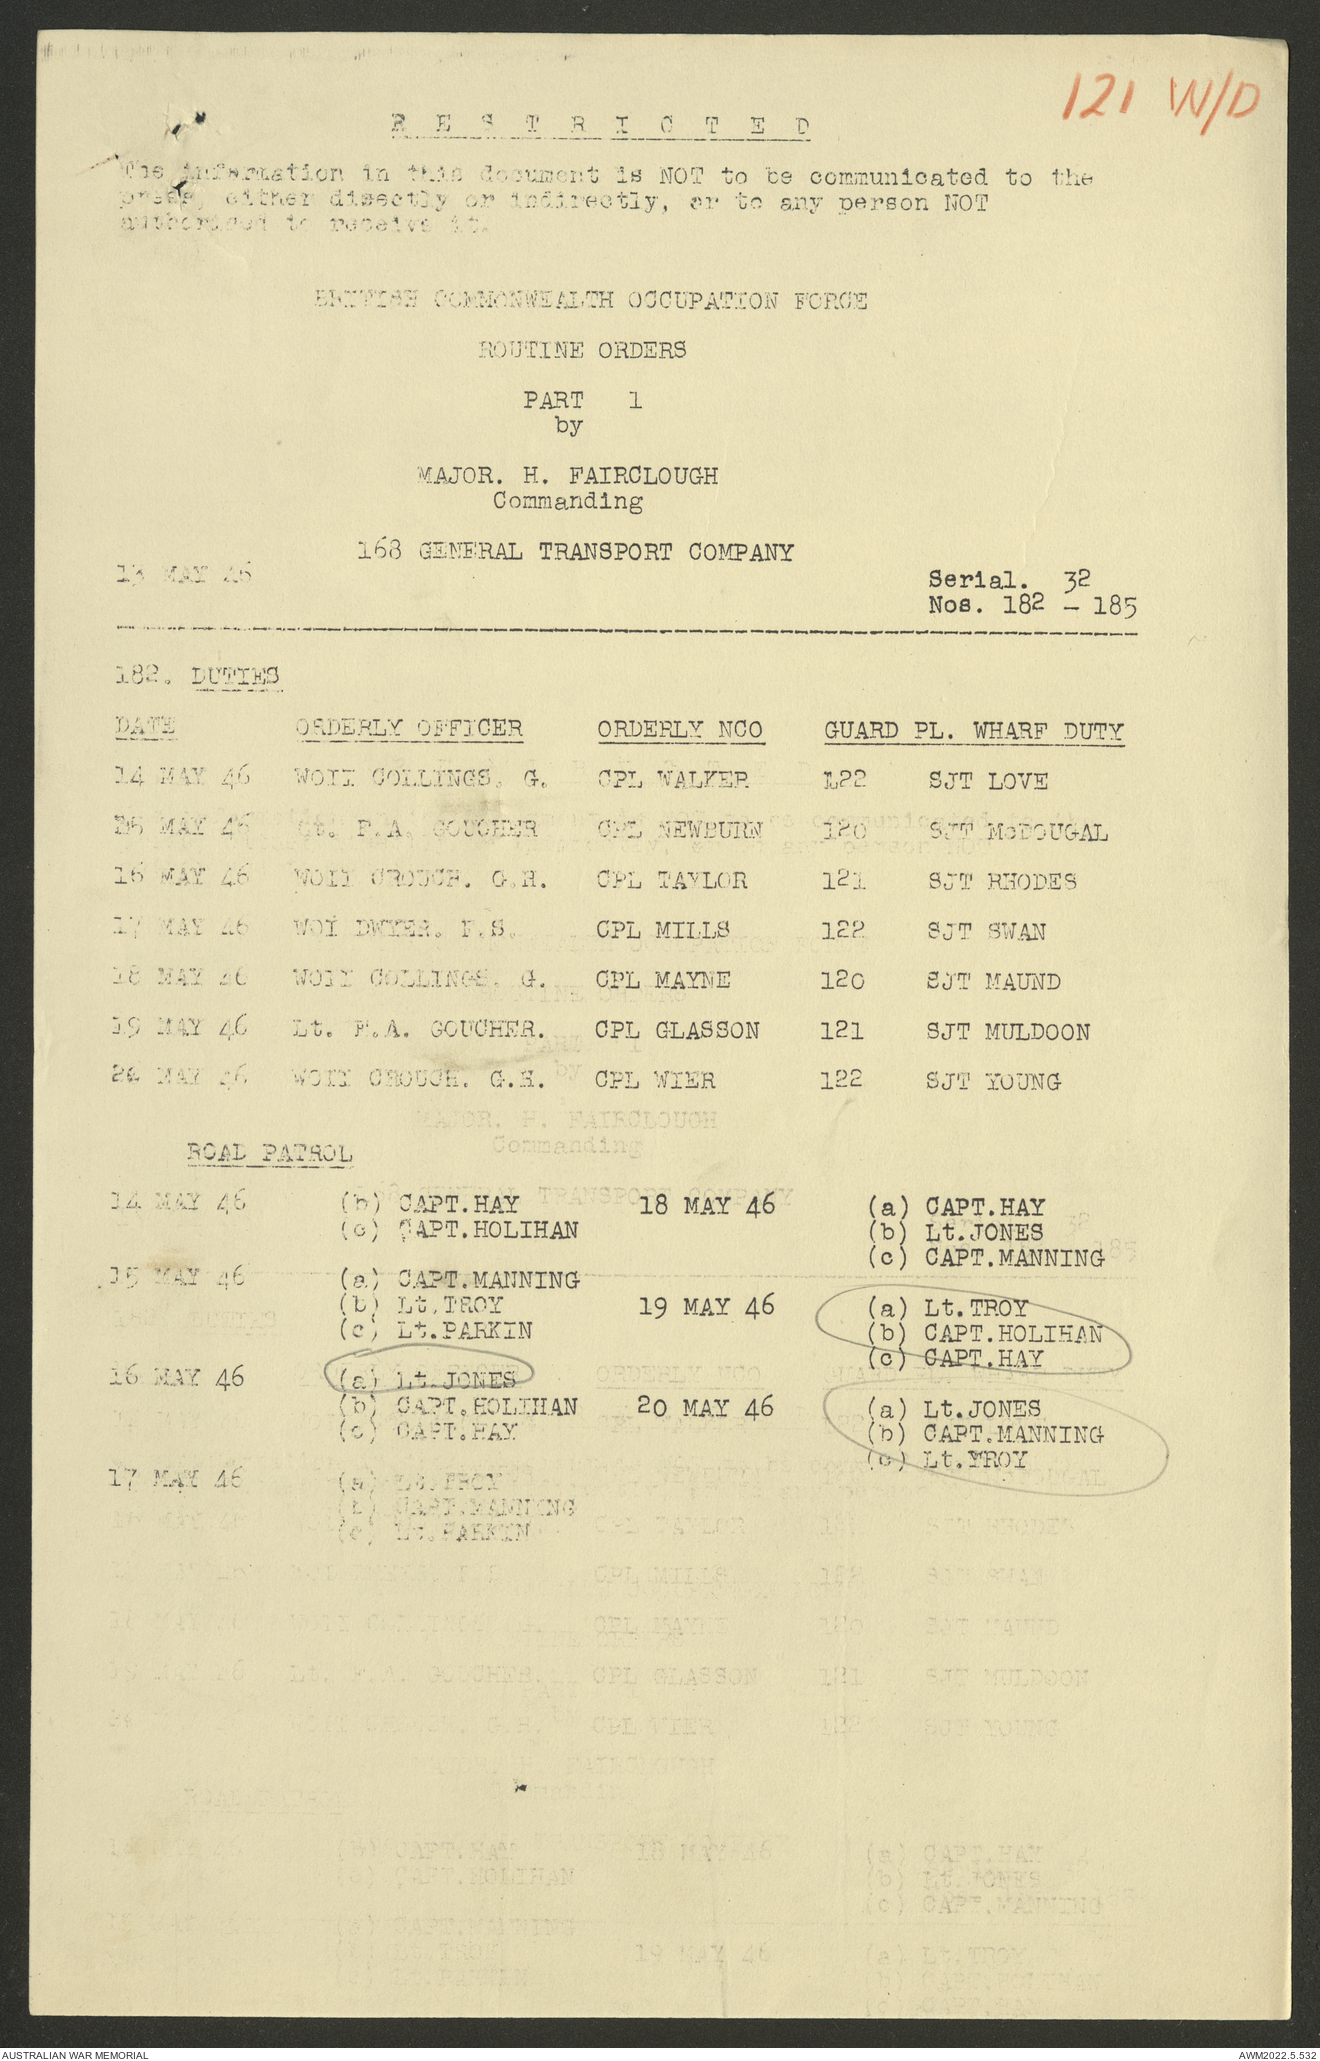 121 W/D
R E S T R I C T E D
The information in this document is NOT to be communicated to the
press, either directly or indirectly, or to any person NOT
authorised to receive it.
BRITISH COMMONWEALTH OCCUPATION FORCE
ROUTINE ORDERS
PART 1
by
MAJOR. H. FAIRCLOUGH
Commanding
168 GENERAL TRANSPORT COMPANY
13 MAY 46
Serial. 32
Nos. 182 - 185
182. DUTIES
DATE ORDERLY OFFICER ORDERLY NCO GUARD PL. WHARF DUTY
14 MAY 46 WOII COLLINGS. G. CPL WALKER 122 SJT LOVE
15 MAY 46 Lt. F.A. GOUCHER CPL NEWBURN 120 SJT McDOUGAL
16 MAY 46 WOII CROUCH. G.H. CPL TAYLOR 121 SJT RHODES
17 MAY 46 WOI DWYER. F.S. CPL MILLS 122 SJT SWAN
18 MAY 46 WOII COLLINGS. G. CPL MAYNE 120 SJT MAUND
19 MAY 46 Lt. F.A. GOUCHER. CPL GLASSON 121 SJT MULDOON
MAY 46 WOII CROUCH. G.H. CPL WIER 122 SJT YOUNG
ROAD PATROL
14 MAY 46 (b) CAPT.HAY 18 MAY 46 (a) CAPT.HAY
(c) CAPT.HOLIHAN (b) Lt.JONES
(c) CAPT.MANNING
15 MAY 46 (a) CAPT.MANNING
(b) Lt.TROY 19 MAY 46 (a) Lt.TROY
(c) Lt.PARKIN (b) CAPT.HOLIHAN
(c) CAPT.HAY
16 MAY 46 (a) Lt.JONES
(b) CAPT.HOLIHAN 20 MAY 46 (a) Lt.JONES
(c) CAPT.HAY (b) CAPT.MANNING
(c) Lt.TROY
17 MAY 46 (a) Lt.TROY
(b) CAPT.MANNING
(c) Lt.PARKIN
AUSTRALIAN WAR MEMORIAL
AWM2022.5.532